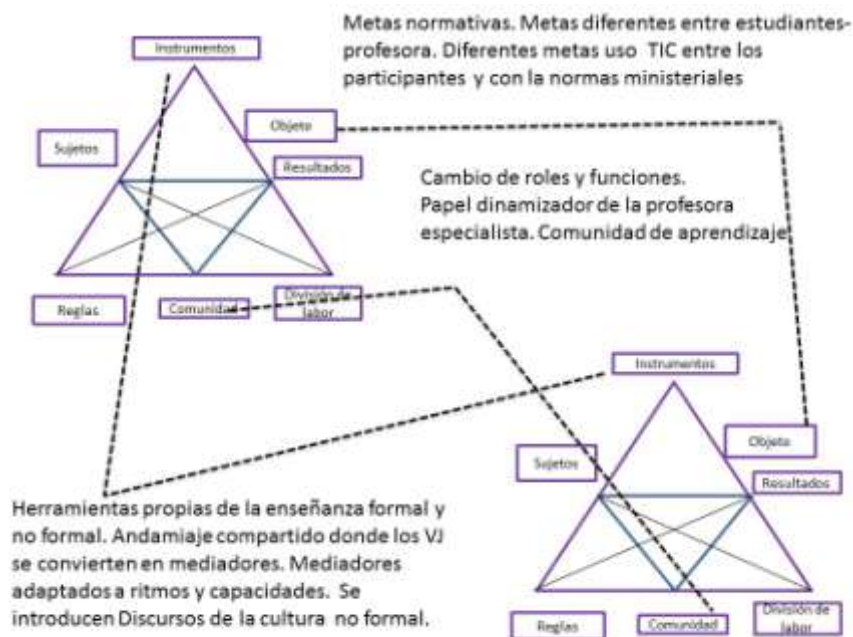 Metas normativas. Metas diferentes entre estudiantes-
profesora. Diferentes metas uso TIC entre los
participantes y con la normas ministeriales
Instrumentos
Sujetos
Objeto
Resultados
Reglas
Comunidad
División de
labor
Cambio de roles y funciones.
Papel dinamizador de la profesora
especialista. Comunidad de aprendizaje
Instrumentos
Sujetos
Objeto
Resultados
Reglas
Comunidad
División de
labor
Herramientas propias de la enseñanza formal y
no formal. Andamiaje compartido donde los VJ
se convierten en mediadores. Mediadores
adaptados a ritmos y capacidades. Se
introducen Discursos de la cultura no formal.